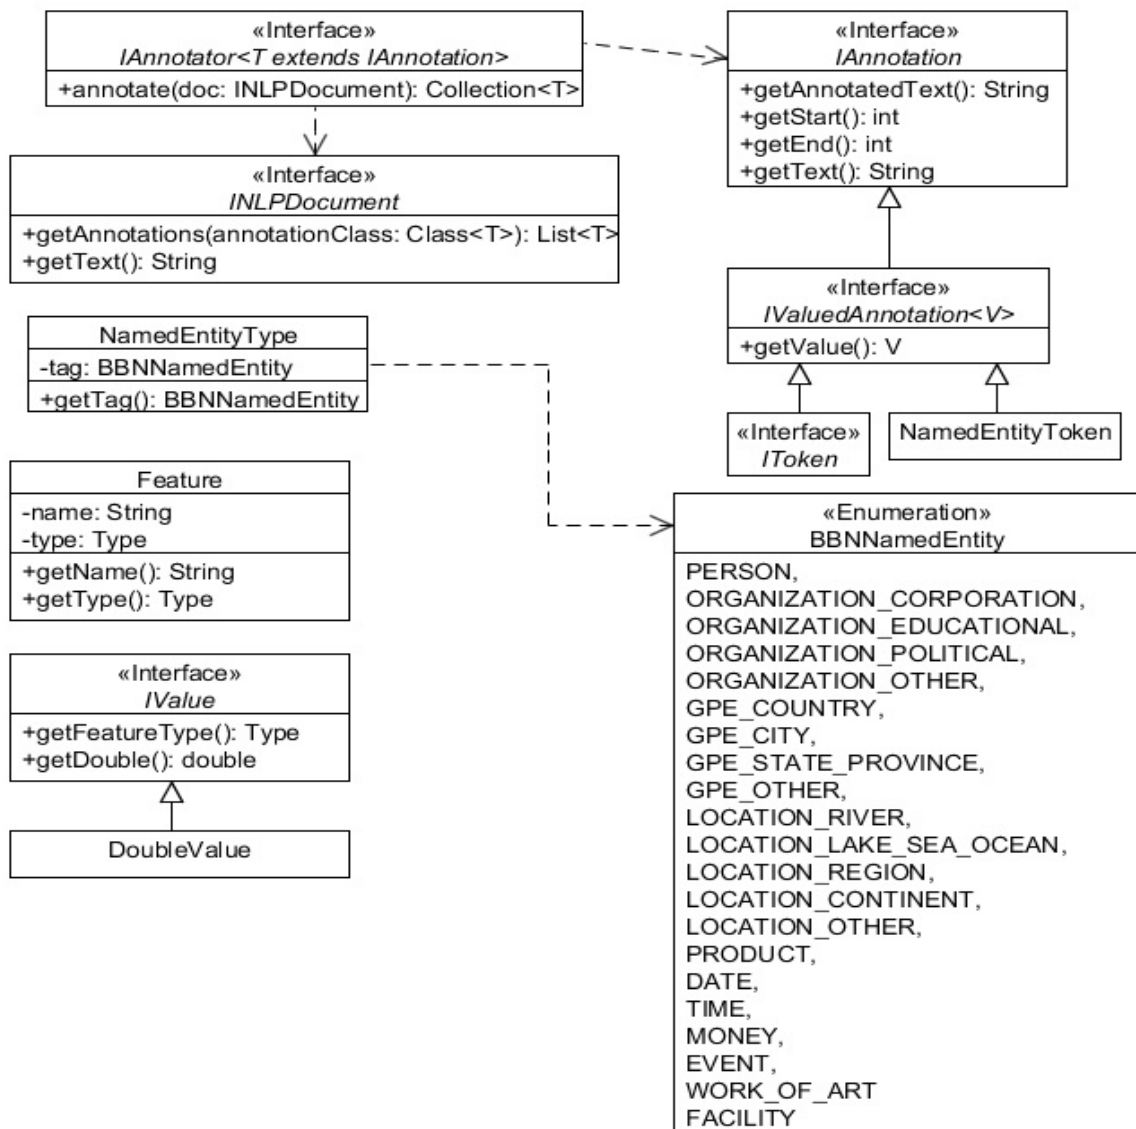 «Interface»
IAnnotator<T extends IAnnotation>
+annotate(doc: INLPDocument): Collection<T>
«Interface»
IAnnotation
+getAnnotatedText(): String
+getStart(): int
+getEnd(): int
+getText(): String
«Interface»
INLPDocument
+getAnnotations(annotationClass: Class<T>): List<T>
+getText(): String
«Interface»
IValuedAnnotation<V>
+getValue(): V
NamedEntityType
-tag: BBNNamedEntity
+getTag(): BBNNamedEntity
«Interface»
IToken
NamedEntityToken
Feature
-name: String
-type: Type
+getName(): String
+getType(): Type
«Interface»
IValue
+getFeatureType(): Type
+getDouble(): double
DoubleValue
«Enumeration»
BBNNamedEntity
PERSON,
ORGANIZATION_CORPORATION,
ORGANIZATION_EDUCATIONAL,
ORGANIZATION_POLITICAL,
ORGANIZATION_OTHER,
GPE_COUNTRY,
GPE_CITY,
GPE_STATE_PROVINCE,
GPE_OTHER,
LOCATION_RIVER,
LOCATION_LAKE_SEA_OCEAN,
LOCATION_REGION,
LOCATION_CONTINENT,
LOCATION_OTHER,
PRODUCT,
DATE,
TIME,
MONEY,
EVENT,
WORK_OF_ART
FACILITY